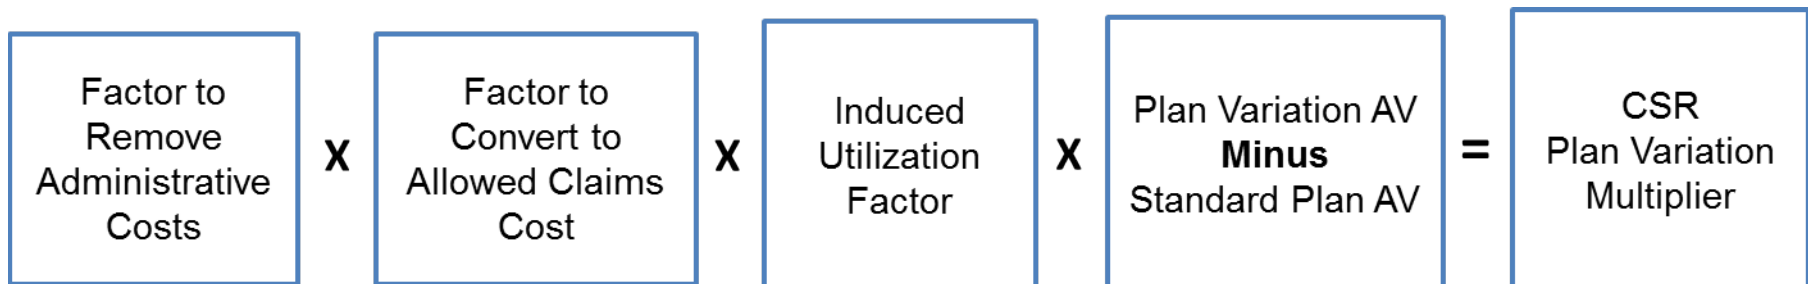 Factor to
Remove
Administrative
Costs
X
Factor to
Convert to
Allowed Claims
Cost
X
Induced
Utilization
Factor
X
Plan Variation AV
Minus
Standard Plan AV
=
CSR
Plan Variation
Multiplier